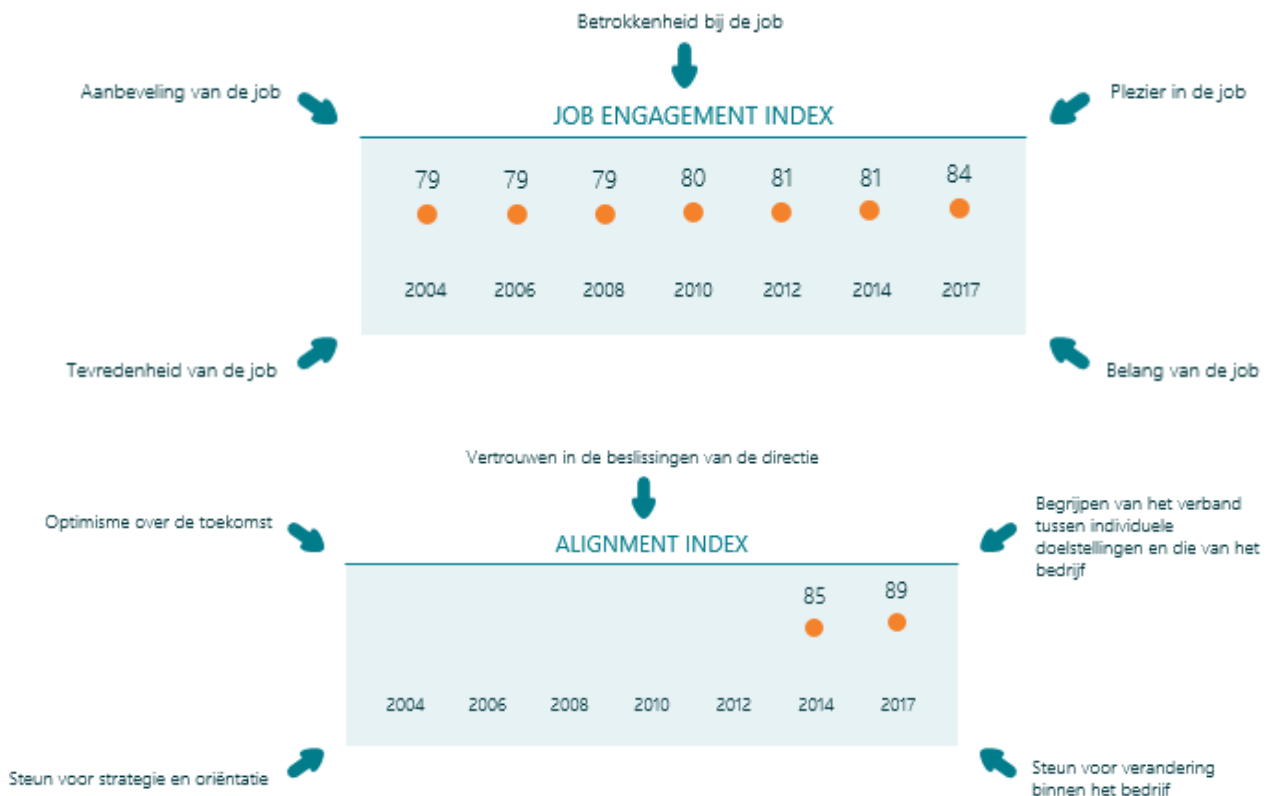 Betrokkenheid bij de job
Aanbeveling van de job
Plezier in de job
JOB ENGAGEMENT INDEX
79 79 79 80 81 81 84
2004 2006 2008 2010 2012 2014 2017
Tevredenheid van de job
Belang van de job
Vertrouwen in de beslissingen van de directie
Optimisme over de toekomst
Begrijpen van het verband
tussen individuele
doelstellingen en die van het
bedrijf
ALIGNMENT INDEX
85 89
2004 2006 2008 2010 2012 2014 2017
Steun voor strategie en oriëntatie
Steun voor verandering
binnen het bedrijf